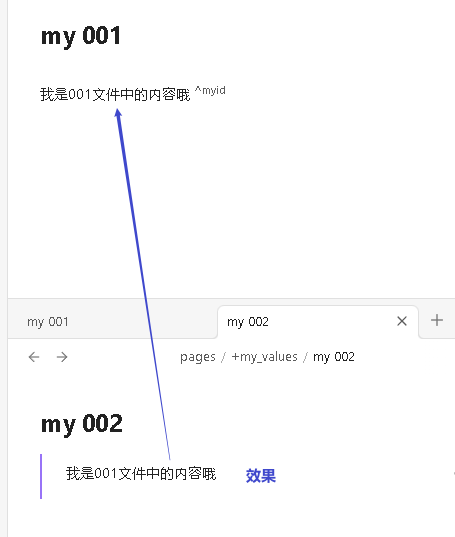 my 001
我是001文件中的内容哦 ^myid
my 001
my 002
pages / +my_values / my 002
my 002
我是001文件中的内容哦
效果